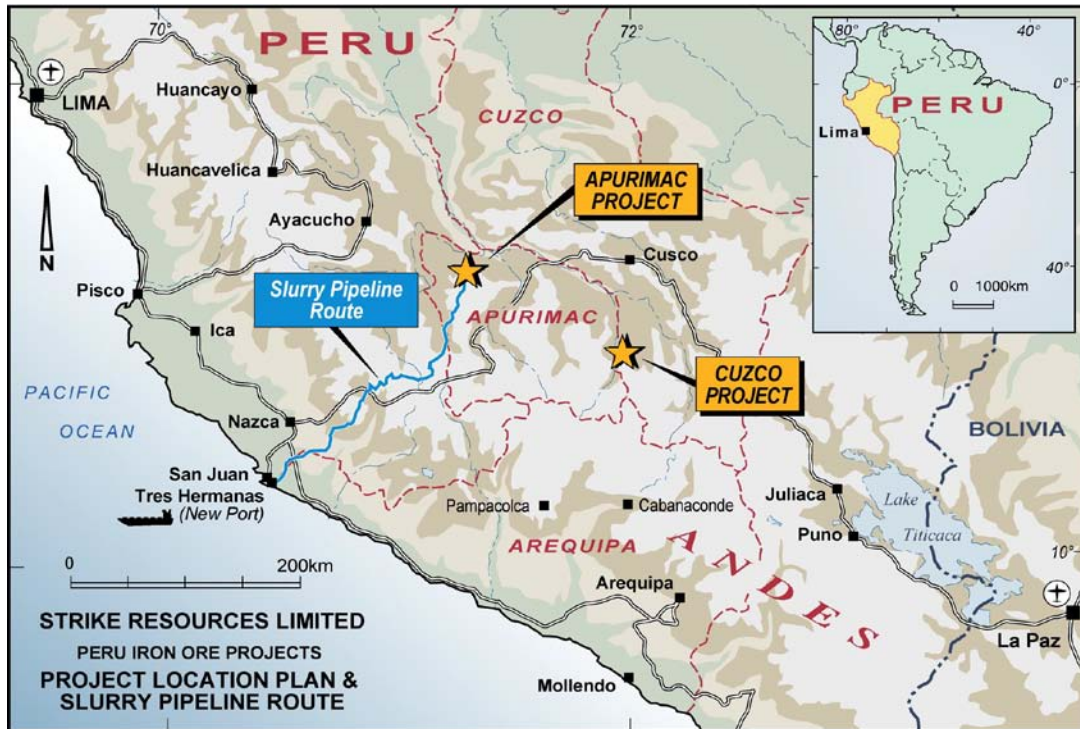 70°
PERU
72°
LIMA
Huancayo
CUZCO
Huancavelica
APURIMAC
PROJECT
Ayacucho
N
Cusco
Slurry Pipeline
Route
Pisco
APURIMAC
Ica
CUZCO
PROJECT
PACIFIC
OCEAN
Nazca
BOLIVIA
San Juan
Tres Hermanas
(New Port)
Pampacolca
Cabanaconde
Juliaca
Lake
Titicaca
Puno
AREQUIPA
ANDES
10°
0
200km
Arequipa
La Paz
STRIKE RESOURCES LIMITED
PERU IRON ORE PROJECTS
PROJECT LOCATION PLAN &
SLURRY PIPELINE ROUTE
Mollendo
80°
40°
0°
PERU
Lima
40°
0
1000km